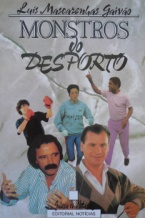 Luís Mascarenhas Gaivão
MONSTROS
DO
DESPORTO
EDITORIAL NOTÍCIAS